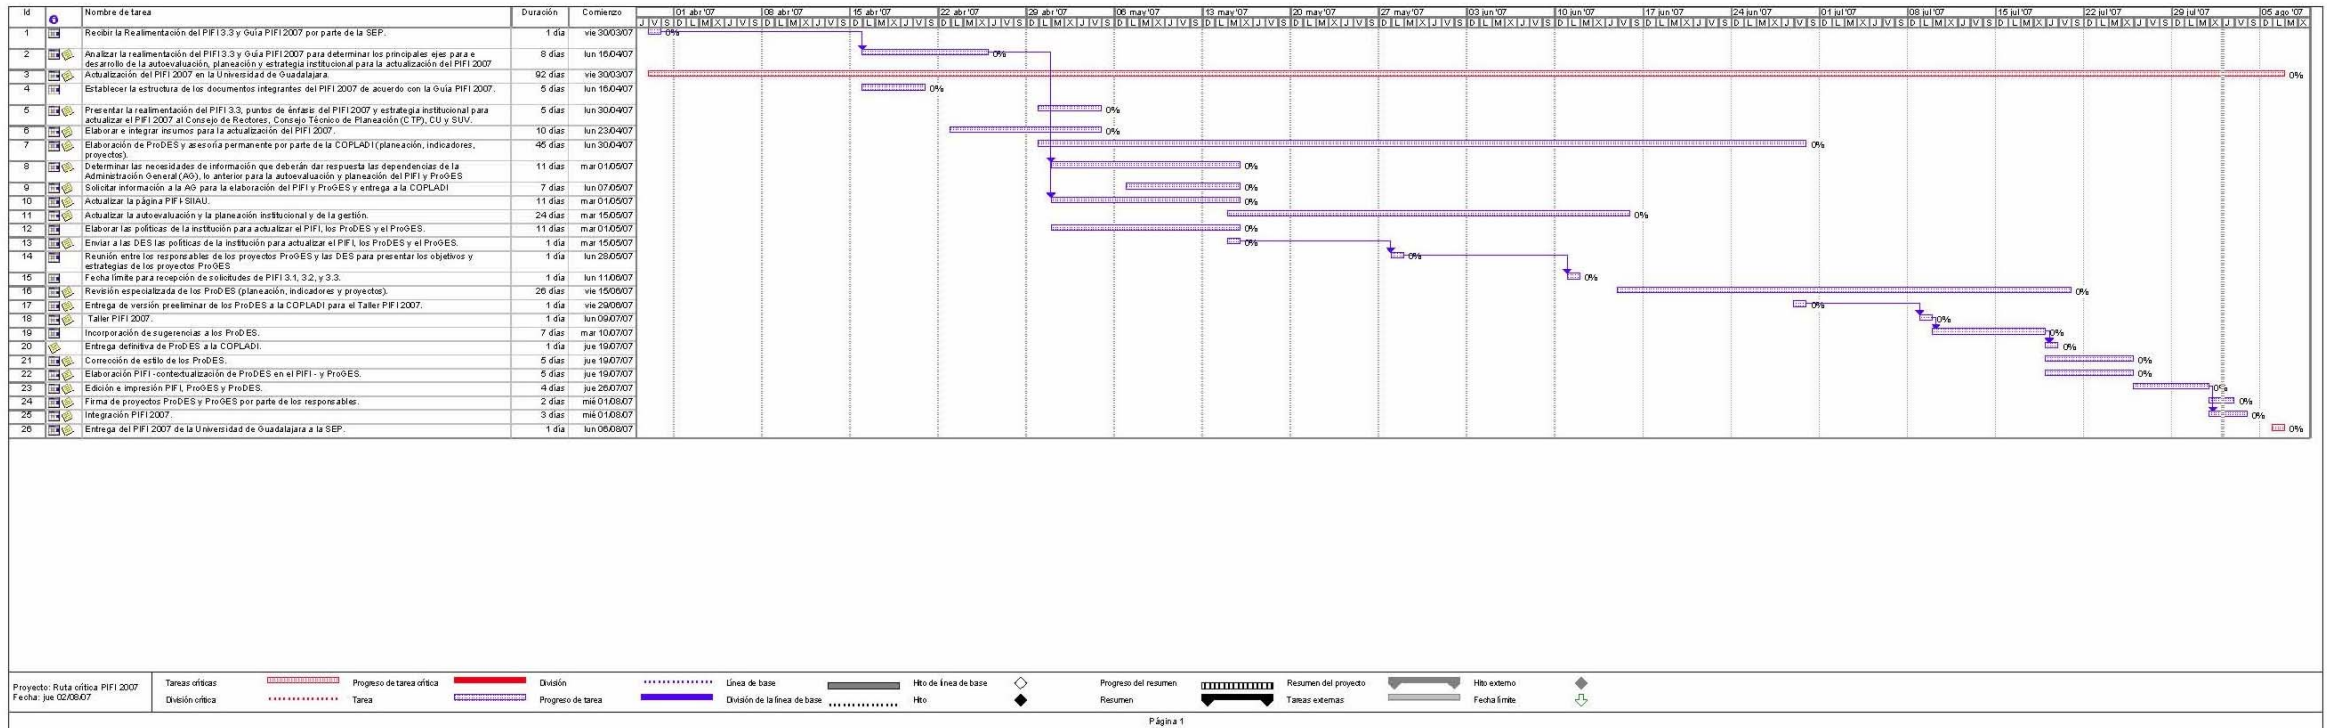 Id Nombre de tarea Duración Comienzo 01 abr '07 08 abr '07 15 abr '07 22 abr '07 29 abr '07 06 may '07 13 may '07 20 may '07 27 may '07 03 jun '07 10 jun '07 17 jun '07 24 jun '07 01 jul '07 08 jul '07 15 jul '07 22 jul '07 29 jul '07 05 ago '07
J V S D L M X J V S D L M X J V S D L M X J V S D L M X J V S D L M X J V S D L M X J V S D L M X J V S D L M X J V S D L M X J V S D L M X J V S D L M X J V S D L M X J V S D L M X J V S D L M X J V S D L M X J V S D L M X J V S D L M X J V S D L M X J V S D L M X
1 Recibir la Realimentación del PIFI 3.3 y Guía PIFI 2007 por parte de la SEP. 1 día vie 30/03/07 0%
2 Analizar la realimentación del PIFI 3.3 y Guía PIFI 2007 para determinar los principales ejes para e
desarrollo de la autoevaluación, planeación y estrategia institucional para la actualización del PIFI 2007 8 días lun 16/04/07 0%
3 Actualización del PIFI 2007 en la Universidad de Guadalajara. 92 días vie 30/03/07 0%
4 Establecer la estructura de los documentos integrantes del PIFI 2007 de acuerdo con la Guía PIFI 2007. 5 días lun 16/04/07 0%
5 Presentar la realimentación del PIFI 3.3, puntos de énfasis del PIFI 2007 y estrategia institucional para
actualizar el PIFI 2007 al Consejo de Rectores, Consejo Técnico de Planeación (CTP), CU y SUV. 5 días lun 30/04/07 0%
6 Elaborar e integrar insumos para la actualización del PIFI 2007. 10 días lun 23/04/07 0%
7 Elaboración de ProDES y asesoría permanente por parte de la COPLADI (planeación, indicadores,
proyectos). 45 días lun 30/04/07 0%
8 Determinar las necesidades de información que deberán dar respuesta las dependencias de la
Administración General (AG), lo anterior para la autoevaluación y planeación del PIFI y ProGES 11 días mar 01/05/07 0%
9 Solicitar información a la AG para la elaboración del PIFI y ProGES y entrega a la COPLADI 7 días lun 07/05/07 0%
10 Actualizar la página PIFI-SIIAU. 11 días mar 01/05/07 0%
11 Actualizar la autoevaluación y la planeación institucional y de la gestión. 24 días mar 15/05/07 0%
12 Elaborar las políticas de la institución para actualizar el PIFI, los ProDES y el ProGES. 11 días mar 01/05/07 0%
13 Enviar a las DES las políticas de la institución para actualizar el PIFI, los ProDES y el ProGES. 1 día mar 15/05/07 0%
14 Reunión entre los responsables de los proyectos ProGES y las DES para presentar los objetivos y
estrategias de los proyectos ProGES 1 día lun 28/05/07 0%
15 Fecha límite para recepción de solicitudes de PIFI 3.1, 3.2, y 3.3. 1 día lun 11/06/07 0%
16 Revisión especializada de los ProDES (planeación, indicadores y proyectos). 26 días vie 15/06/07 0%
17 Entrega de versión preeliminar de los ProDES a la COPLADI para el Taller PIFI 2007. 1 día vie 29/06/07 0%
18 Taller PIFI 2007. 1 día lun 09/07/07 0%
19 Incorporación de sugerencias a los ProDES. 7 días mar 10/07/07 0%
20 Entrega definitiva de ProDES a la COPLADI. 1 día jue 19/07/07 0%
21 Corrección de estilo de los ProDES. 5 días jue 19/07/07 0%
22 Elaboración PIFI -contextualización de ProDES en el PIFI - y ProGES. 5 días jue 19/07/07 0%
23 Edición e impresión PIFI, ProGES y ProDES. 4 días jue 26/07/07 0%
24 Firma de proyectos ProDES y ProGES por parte de los responsables. 2 días mié 01/08/07 0%
25 Integración PIFI 2007. 3 días mié 01/08/07 0%
26 Entrega del PIFI 2007 de la Universidad de Guadalajara a la SEP. 1 día lun 06/08/07 0%
Proyecto: Ruta crítica PIFI 2007
Fecha: jue 02/08/07
Tareas críticas Progreso de tarea crítica División Línea de base Hito de línea de base Progreso del resumen Resumen del proyecto Hito externo
División crítica Tarea Progreso de tarea División de la línea de base Hito Resumen Tareas externas Fecha límite
Página 1